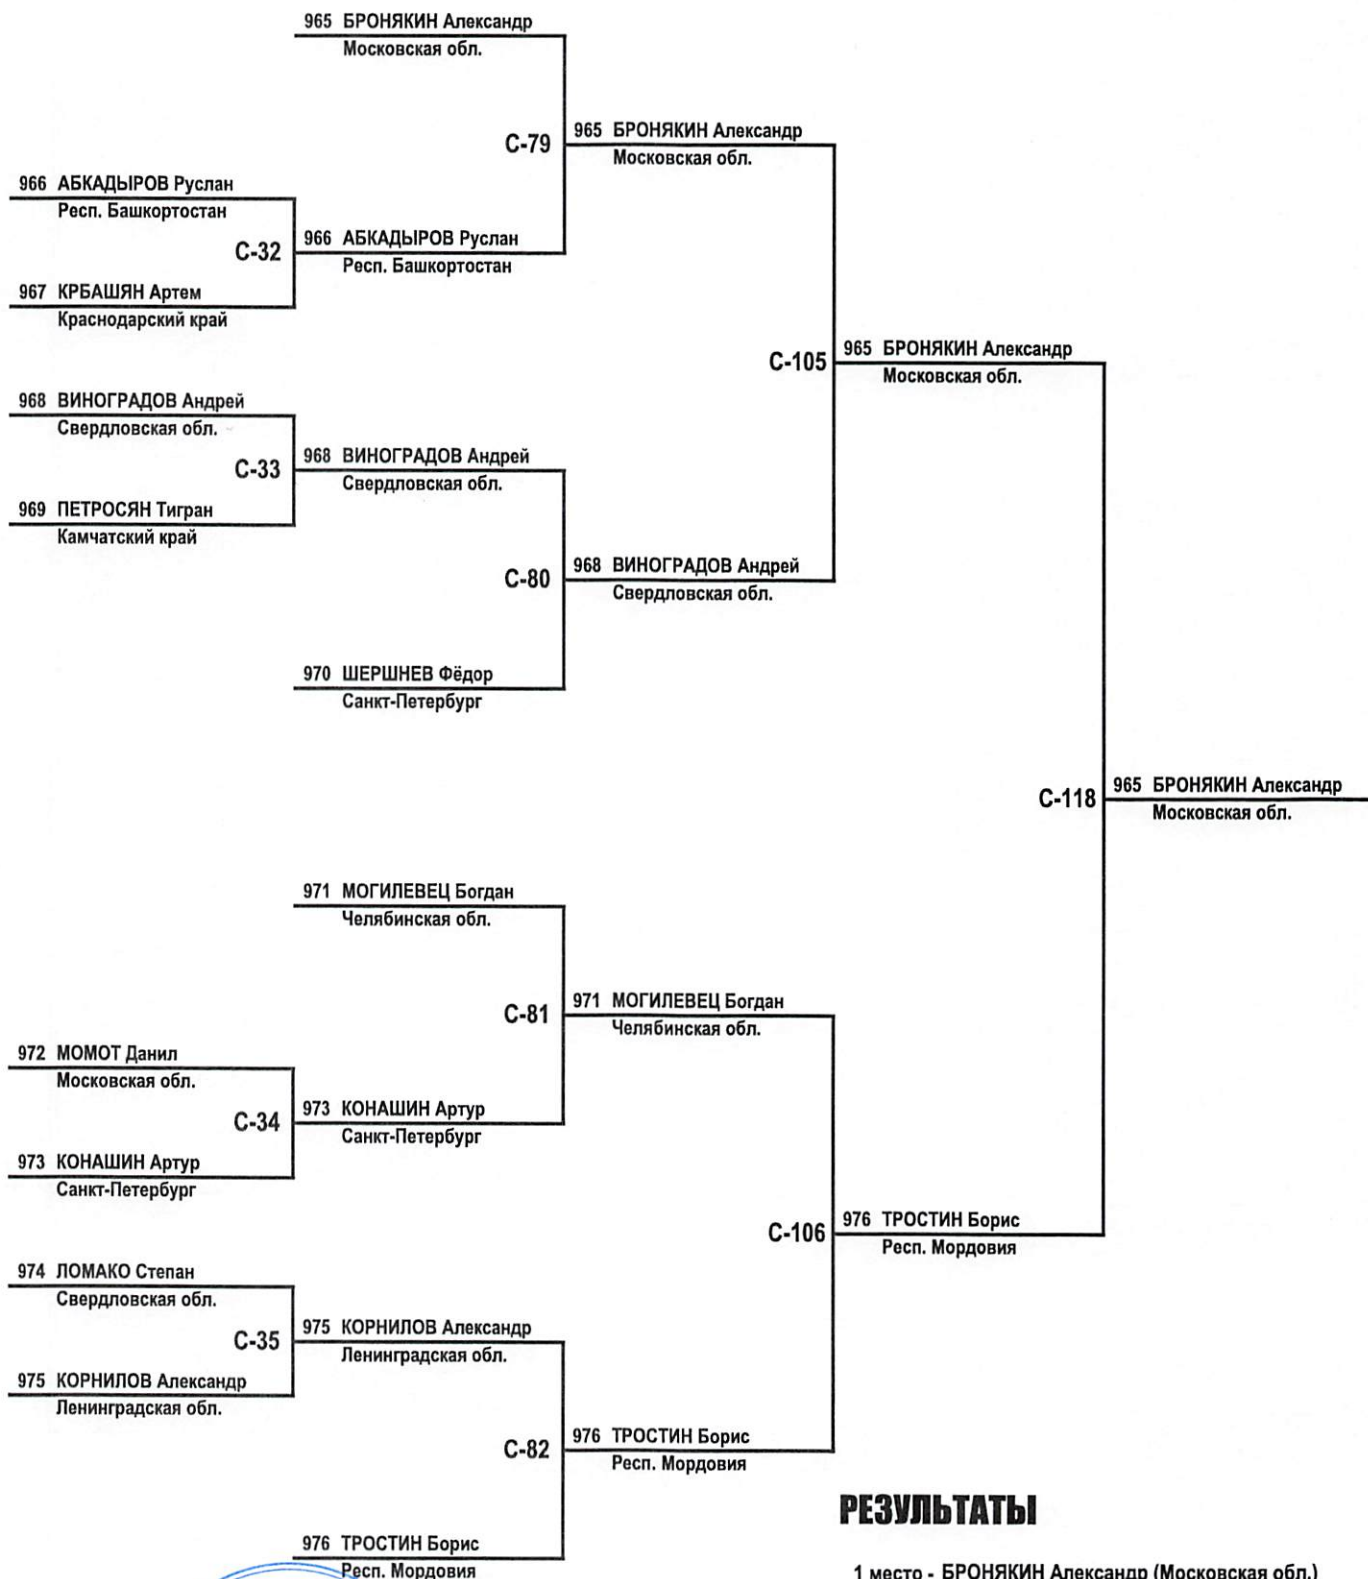 965 БРОНЯКИН Александр
Московская обл.
С-79
965 БРОНЯКИН Александр
Московская обл.
966 АБКАДЫРОВ Руслан
Респ. Башкортостан
С-32
966 АБКАДЫРОВ Руслан
Респ. Башкортостан
967 КРБАШЯН Артем
Краснодарский край
С-105
965 БРОНЯКИН Александр
Московская обл.
968 ВИНОГРАДОВ Андрей
Свердловская обл.
С-33
968 ВИНОГРАДОВ Андрей
Свердловская обл.
969 ПЕТРОСЯН Тигран
Камчатский край
С-80
968 ВИНОГРАДОВ Андрей
Свердловская обл.
970 ШЕРШНЕВ Фёдор
Санкт-Петербург
С-118
965 БРОНЯКИН Александр
Московская обл.
971 МОГИЛЕВЕЦ Богдан
Челябинская обл.
С-81
971 МОГИЛЕВЕЦ Богдан
Челябинская обл.
972 МОМОТ Данил
Московская обл.
С-34
973 КОНАШИН Артур
Санкт-Петербург
973 КОНАШИН Артур
Санкт-Петербург
С-106
976 ТРОСТИН Борис
Респ. Мордовия
974 ЛОМАКО Степан
Свердловская обл.
С-35
975 КОРНИЛОВ Александр
Ленинградская обл.
975 КОРНИЛОВ Александр
Ленинградская обл.
С-82
976 ТРОСТИН Борис
Респ. Мордовия
976 ТРОСТИН Борис
Респ. Мордовия
РЕЗУЛЬТАТЫ
1 место - БРОНЯКИН Александр (Московская обл.)